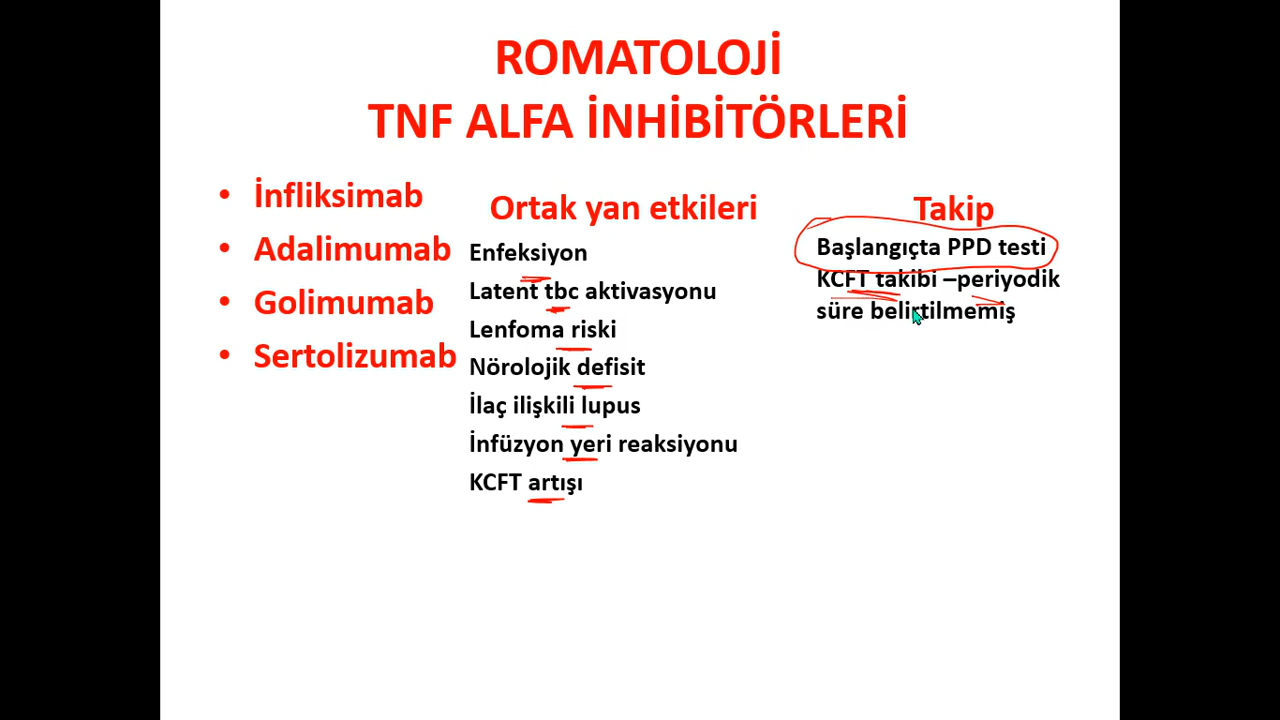 ROMATOLOJİ
TNF ALFA İNHİBİTÖRLERİ
• İnfliksimab
• Adalimumab
• Golimumab
• Sertolizumab
Ortak yan etkileri
Enfeksiyon
Latent tbc aktivasyonu
Lenfoma riski
Nörolojik defisit
İlaç ilişkili lupus
İnfüzyon yeri reaksiyonu
KCFT artışı
Takip
Başlangıçta PPD testi
KCFT takibi –periyodik
süre belirtilmemiş